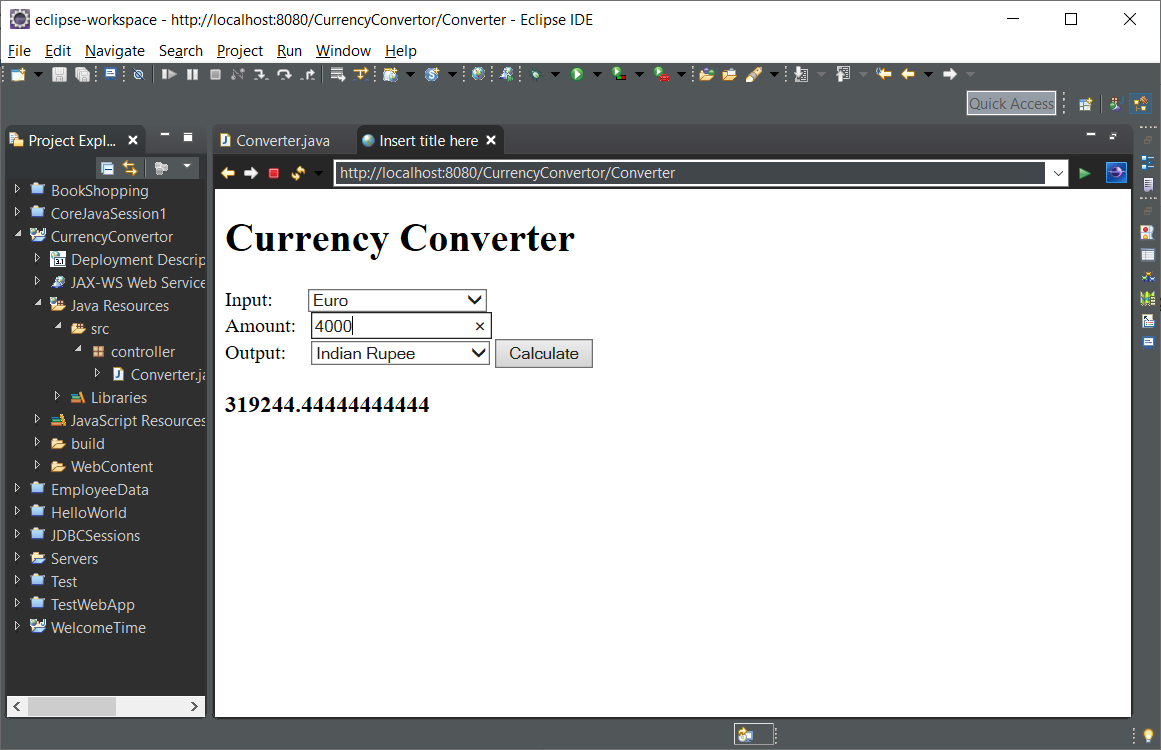 eclipse-workspace - http://localhost:8080/CurrencyConvertor/Converter - Eclipse IDE
File Edit Navigate Search Project Run Window Help
Quick Access
Project Expl...
Converter.java
Insert title here
http://localhost:8080/CurrencyConvertor/Converter
BookShopping
CoreJavaSession1
CurrencyConvertor
3.1 Deployment Descrip
JAX-WS Web Service
Java Resources
src
controller
Converter.ja
Libraries
JavaScript Resources
build
WebContent
EmployeeData
HelloWorld
JDBCSessions
Servers
Test
TestWebApp
WelcomeTime
Currency Converter
Input: Euro
Amount: 4000
Output: Indian Rupee Calculate
319244.44444444444